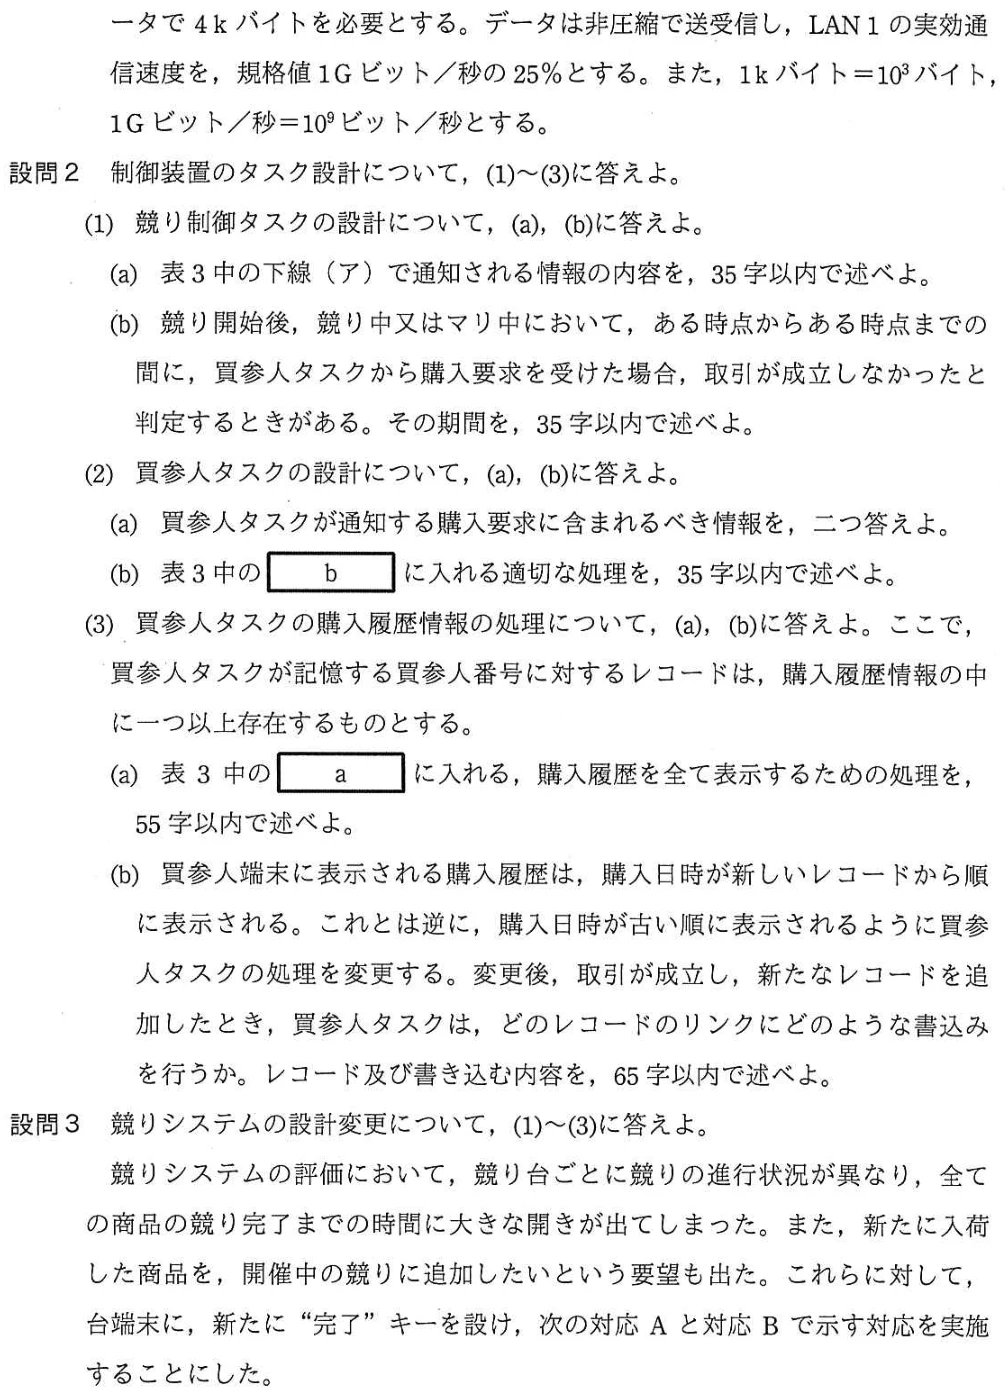 ータで 4 k バイトを必要とする。データは非圧縮で送受信し，LAN 1 の実効通
信速度を，規格値 1G ビット／秒の 25%とする。また，1k バイト＝10³バイト，
1G ビット／秒＝10⁹ビット／秒とする。
設問２ 制御装置のタスク設計について，(1)～(3)に答えよ。
(1) 競り制御タスクの設計について，(a)，(b)に答えよ。
(a) 表 3 中の下線（ア）で通知される情報の内容を，35 字以内で述べよ。
(b) 競り開始後，競り中又はマリ中において，ある時点からある時点までの
間に，買参人タスクから購入要求を受けた場合，取引が成立しなかったと
判定するときがある。その期間を，35 字以内で述べよ。
(2) 買参人タスクの設計について，(a)，(b)に答えよ。
(a) 買参人タスクが通知する購入要求に含まれるべき情報を，二つ答えよ。
(b) 表 3 中の b に入れる適切な処理を，35 字以内で述べよ。
(3) 買参人タスクの購入履歴情報の処理について，(a)，(b)に答えよ。ここで，
買参人タスクが記憶する買参人番号に対するレコードは，購入履歴情報の中
に一つ以上存在するものとする。
(a) 表 3 中の a に入れる，購入履歴を全て表示するための処理を，
55 字以内で述べよ。
(b) 買参人端末に表示される購入履歴は，購入日時が新しいレコードから順
に表示される。これとは逆に，購入日時が古い順に表示されるように買参
人タスクの処理を変更する。変更後，取引が成立し，新たなレコードを追
加したとき，買参人タスクは，どのレコードのリンクにどのような書込み
を行うか。レコード及び書き込む内容を，65 字以内で述べよ。
設問３ 競りシステムの設計変更について，(1)～(3)に答えよ。
競りシステムの評価において，競り台ごとに競りの進行状況が異なり，全て
の商品の競り完了までの時間に大きな開きが出てしまった。また，新たに入荷
した商品を，開催中の競りに追加したいという要望も出た。これらに対して，
台端末に，新たに“完了”キーを設け，次の対応 A と対応 B で示す対応を実施
することにした。